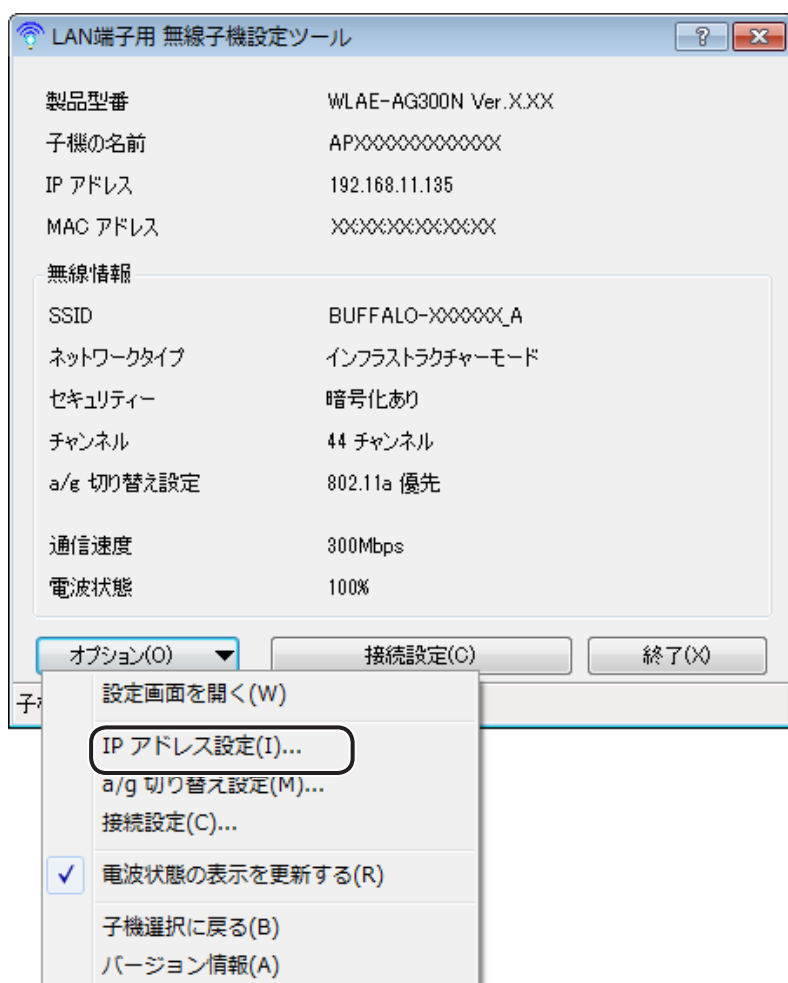 LAN端子用 無線子機設定ツール
製品型番 WLAE-AG300N Ver.X.XX
子機の名前 APXXXXXXXXXXXX
IP アドレス 192.168.11.135
MAC アドレス XX:XX:XX:XX:XX:XX
無線情報
SSID BUFFALO-XXXXXX_A
ネットワークタイプ インフラストラクチャーモード
セキュリティー 暗号化あり
チャンネル 44 チャンネル
a/g 切り替え設定 802.11a 優先
通信速度 300Mbps
電波状態 100%
オプション(O) ▼ 接続設定(C) 終了(X)
子
設定画面を開く(W)
IP アドレス設定(I)...
a/g 切り替え設定(M)...
接続設定(C)...
✓ 電波状態の表示を更新する(R)
子機選択に戻る(B)
バージョン情報(A)